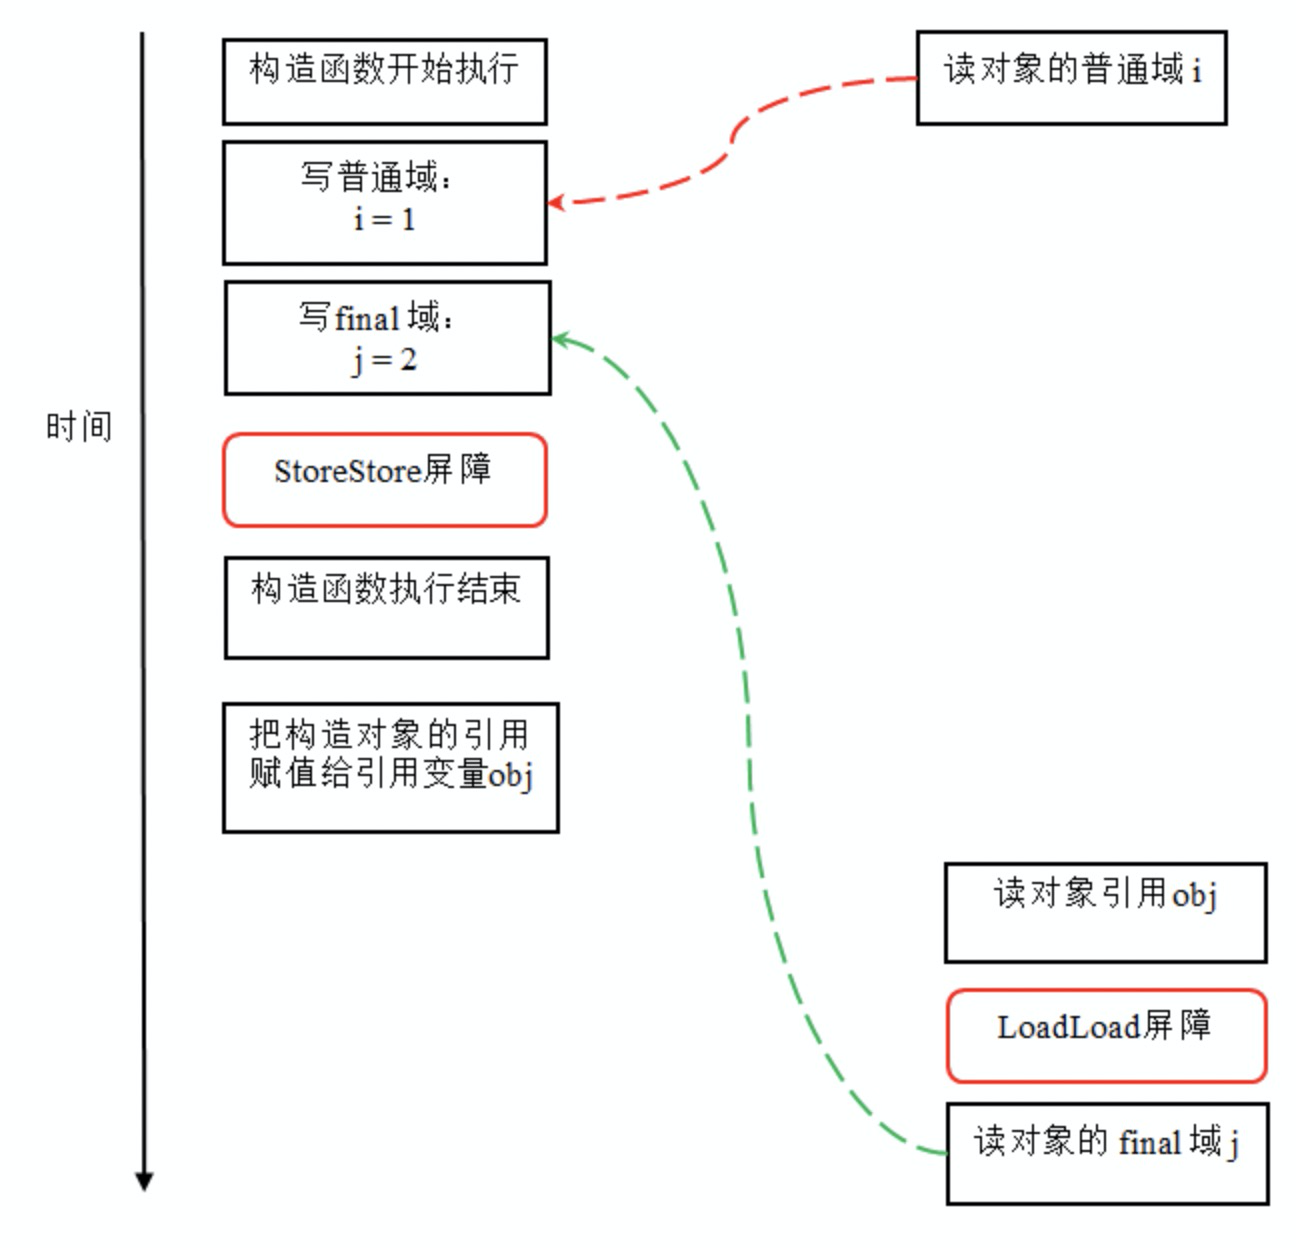 构造函数开始执行
读对象的普通域 i
写普通域：
i = 1
写final 域：
j = 2
时间
StoreStore屏障
构造函数执行结束
把构造对象的引用
赋值给引用变量obj
读对象引用obj
LoadLoad屏障
读对象的 final 域 j